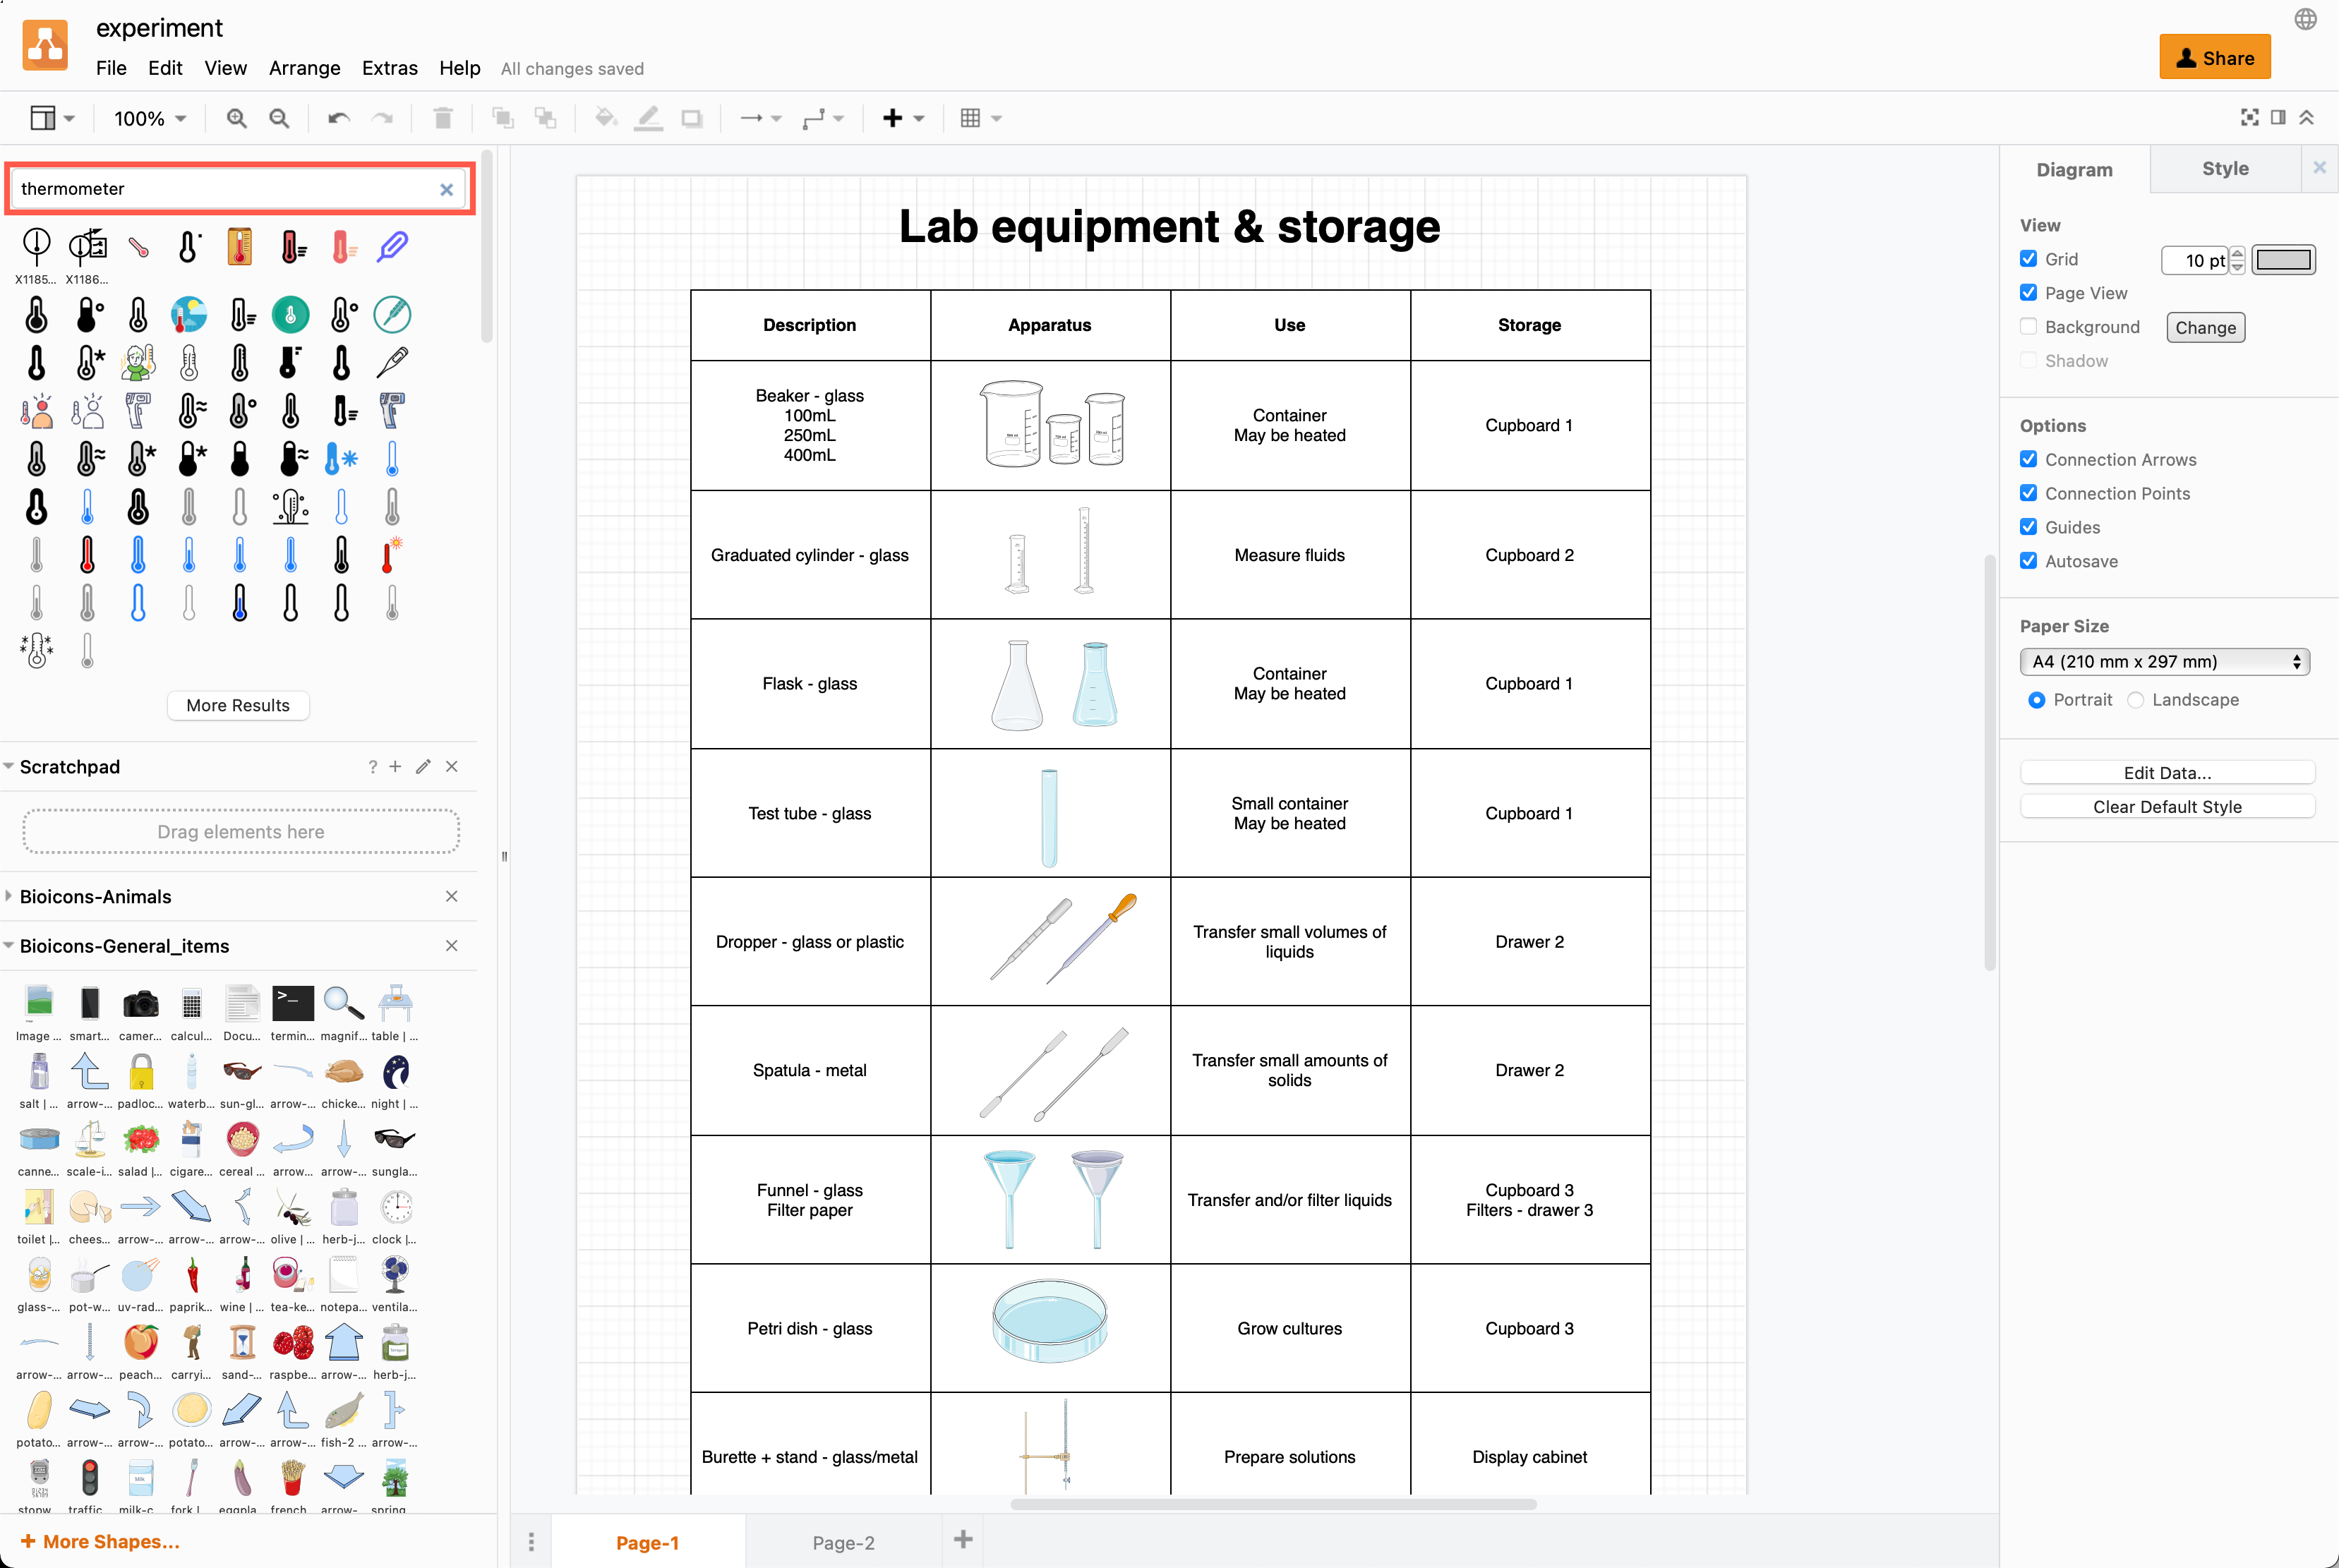 experiment
File Edit View Arrange Extras Help All changes saved
Share
100%
thermometer
X1185... X1186...
More Results
Scratchpad
?
Drag elements here
Bioicons-Animals
Bioicons-General_items
Image ... smart... camer... calcul... Docu... termin... magnif... table | ...
salt | ... arrow-... padloc... waterb... sun-gl... arrow-... chicke... night | ...
canne... scale-i... salad |... cigare... cereal ... arrow... arrow-... sungla...
toilet |... chees... arrow-... arrow-... arrow-... olive | ... herb-j... clock |...
glass-... pot-w... uv-rad... paprik... wine | ... tea-ke... notepa... ventila...
arrow-... arrow-... peach... carryi... sand-... raspbe... arrow-... herb-j...
potato... arrow-... arrow-... potato... arrow-... arrow-... fish-2 ... arrow-...
stopw traffic milk-c fork | eggpla french arrow- spring
More Shapes...
Lab equipment & storage
Description Apparatus Use Storage
Beaker - glass
100mL
250mL
400mL
Container
May be heated
Cupboard 1
Graduated cylinder - glass
Measure fluids
Cupboard 2
Flask - glass
Container
May be heated
Cupboard 1
Test tube - glass
Small container
May be heated
Cupboard 1
Dropper - glass or plastic
Transfer small volumes of
liquids
Drawer 2
Spatula - metal
Transfer small amounts of
solids
Drawer 2
Funnel - glass
Filter paper
Transfer and/or filter liquids
Cupboard 3
Filters - drawer 3
Petri dish - glass
Grow cultures
Cupboard 3
Burette + stand - glass/metal
Prepare solutions
Display cabinet
Page-1 Page-2
Diagram Style
View
Grid 10 pt
Page View
Background Change
Shadow
Options
Connection Arrows
Connection Points
Guides
Autosave
Paper Size
A4 (210 mm x 297 mm)
Portrait Landscape
Edit Data...
Clear Default Style